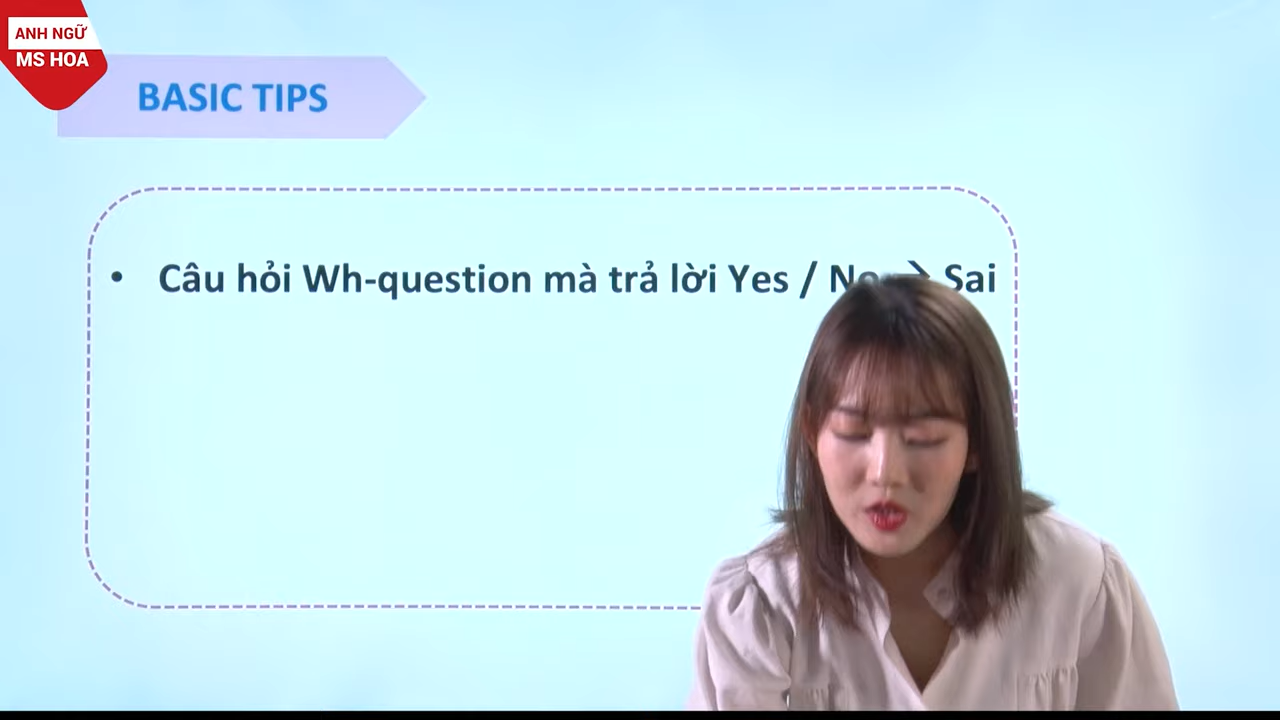 ANH NGỮ
MS HOA
BASIC TIPS
• Câu hỏi Wh-question mà trả lời Yes / No → Sai